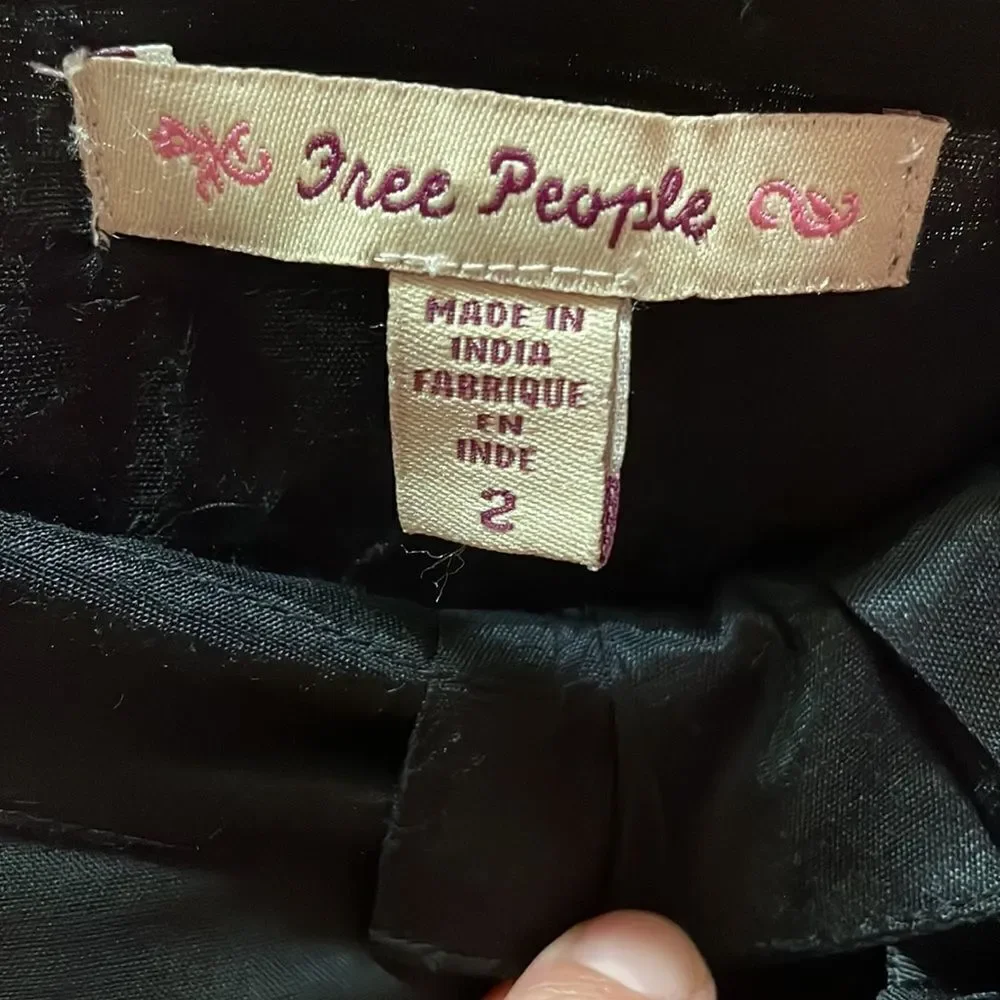 Free People
MADE IN
INDIA
FABRIQUE
EN
INDE
2